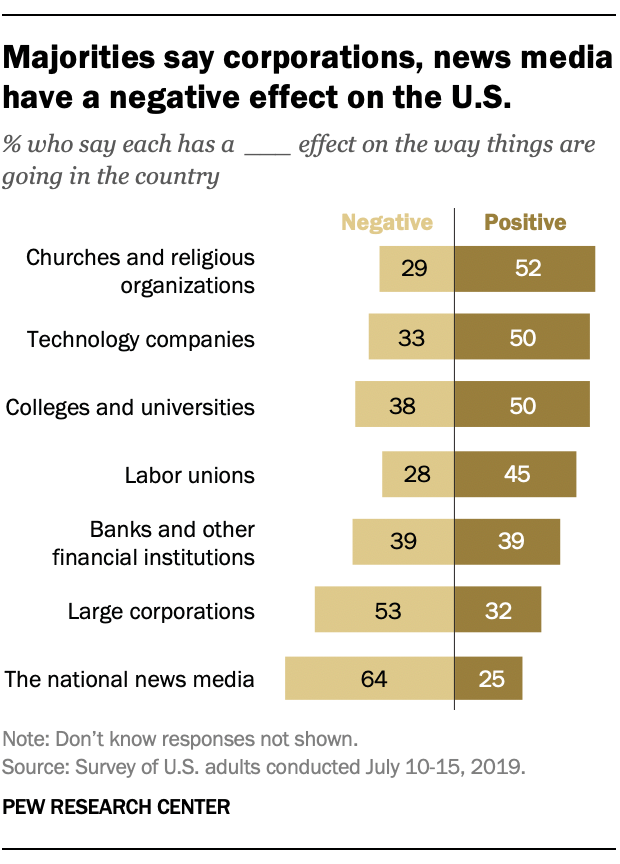 Majorities say corporations, news media
have a negative effect on the U.S.
% who say each has a ___ effect on the way things are
going in the country
Negative Positive
Churches and religious
organizations
29 52
Technology companies 33 50
Colleges and universities 38 50
Labor unions 28 45
Banks and other
financial institutions
39 39
Large corporations 53 32
The national news media 64 25
Note: Don’t know responses not shown.
Source: Survey of U.S. adults conducted July 10-15, 2019.
PEW RESEARCH CENTER